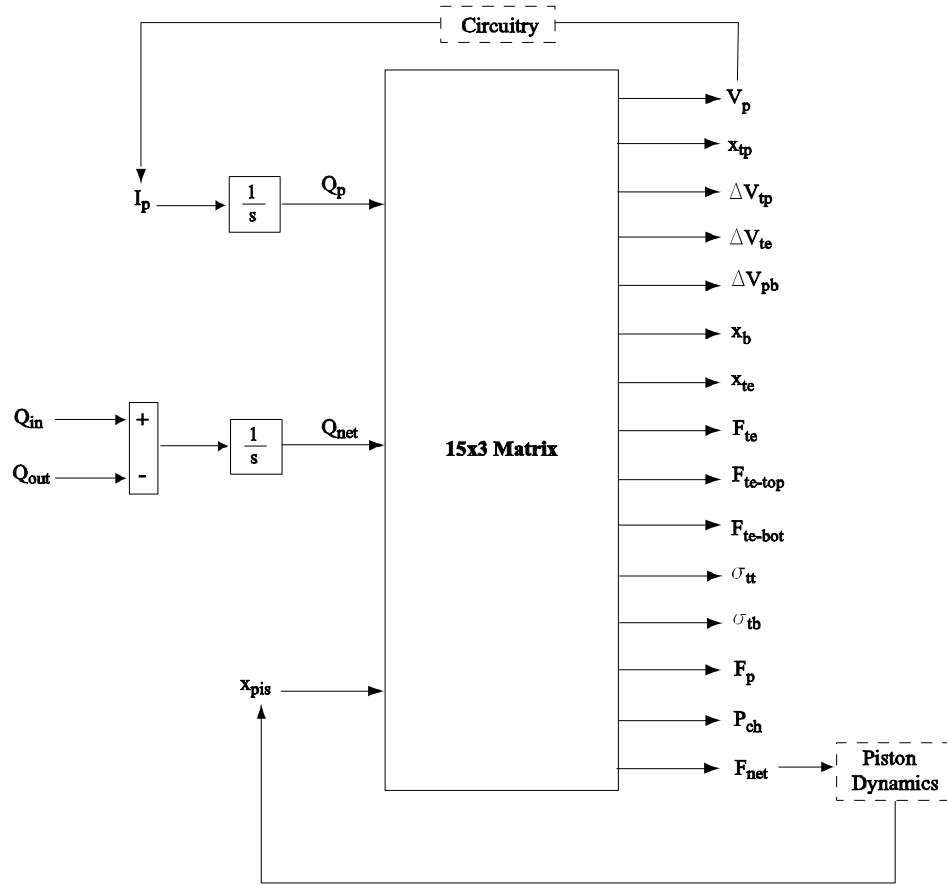 Circuitry
V_p
x_tp
I_p
1/s
Q_p
ΔV_tp
ΔV_te
ΔV_pb
x_b
x_te
Q_in
+
1/s
Q_net
F_te
15x3 Matrix
Q_out
-
F_te-top
F_te-bot
σ_tt
σ_tb
F_p
x_pis
P_ch
F_net
Piston
Dynamics